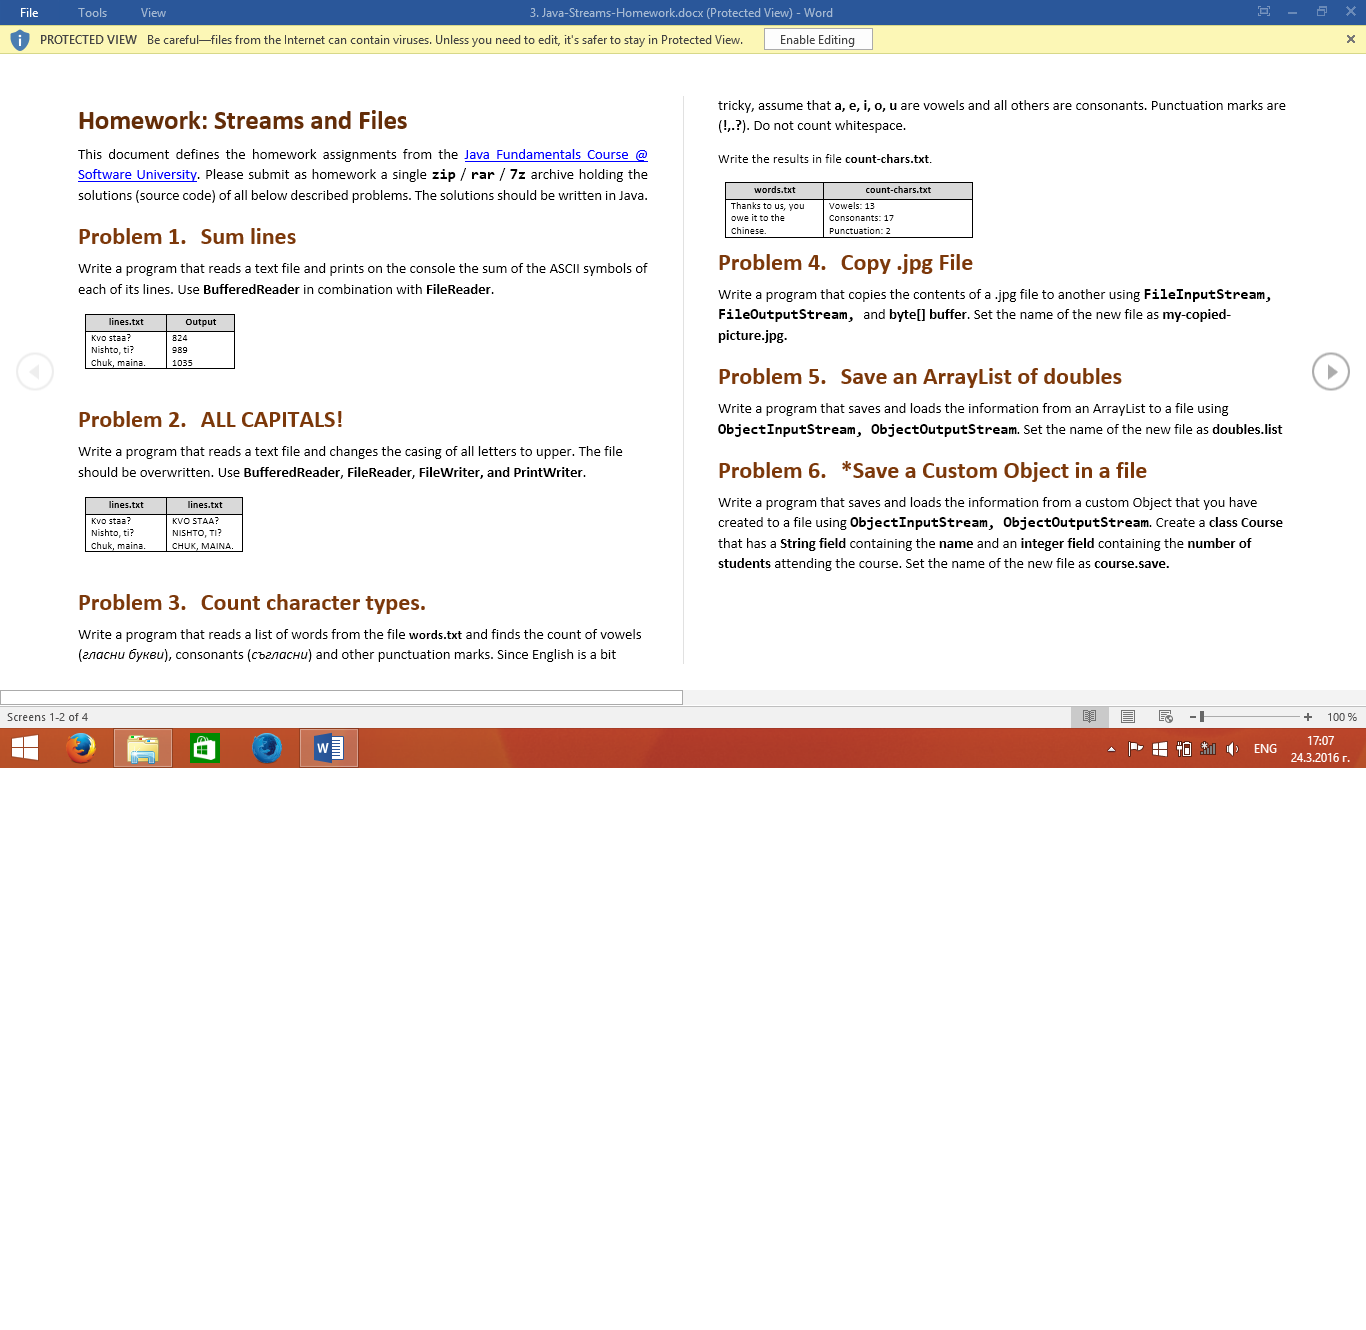 File Tools View 3. Java-Streams-Homework.docx (Protected View) - Word
PROTECTED VIEW Be careful—files from the Internet can contain viruses. Unless you need to edit, it's safer to stay in Protected View. Enable Editing
Homework: Streams and Files
This document defines the homework assignments from the Java Fundamentals Course @
Software University. Please submit as homework a single zip / rar / 7z archive holding the
solutions (source code) of all below described problems. The solutions should be written in Java.
Problem 1. Sum lines
Write a program that reads a text file and prints on the console the sum of the ASCII symbols of
each of its lines. Use BufferedReader in combination with FileReader.
lines.txt Output
Kvo staa? 824
Nishto, ti? 989
Chuk, maina. 1035
Problem 2. ALL CAPITALS!
Write a program that reads a text file and changes the casing of all letters to upper. The file
should be overwritten. Use BufferedReader, FileReader, FileWriter, and PrintWriter.
lines.txt lines.txt
Kvo staa? KVO STAA?
Nishto, ti? NISHTO, TI?
Chuk, maina. CHUK, MAINA.
Problem 3. Count character types.
Write a program that reads a list of words from the file words.txt and finds the count of vowels
(гласни букви), consonants (съгласни) and other punctuation marks. Since English is a bit
tricky, assume that a, e, i, o, u are vowels and all others are consonants. Punctuation marks are
(!,.?). Do not count whitespace.
Write the results in file count-chars.txt.
words.txt count-chars.txt
Thanks to us, you Vowels: 13
owe it to the Consonants: 17
Chinese. Punctuation: 2
Problem 4. Copy .jpg File
Write a program that copies the contents of a .jpg file to another using FileInputStream,
FileOutputStream, and byte[] buffer. Set the name of the new file as my-copied-
picture.jpg.
Problem 5. Save an ArrayList of doubles
Write a program that saves and loads the information from an ArrayList to a file using
ObjectInputStream, ObjectOutputStream. Set the name of the new file as doubles.list
Problem 6. *Save a Custom Object in a file
Write a program that saves and loads the information from a custom Object that you have
created to a file using ObjectInputStream, ObjectOutputStream. Create a class Course
that has a String field containing the name and an integer field containing the number of
students attending the course. Set the name of the new file as course.save.
Screens 1-2 of 4 100 %
ENG 17:07
24.3.2016 г.